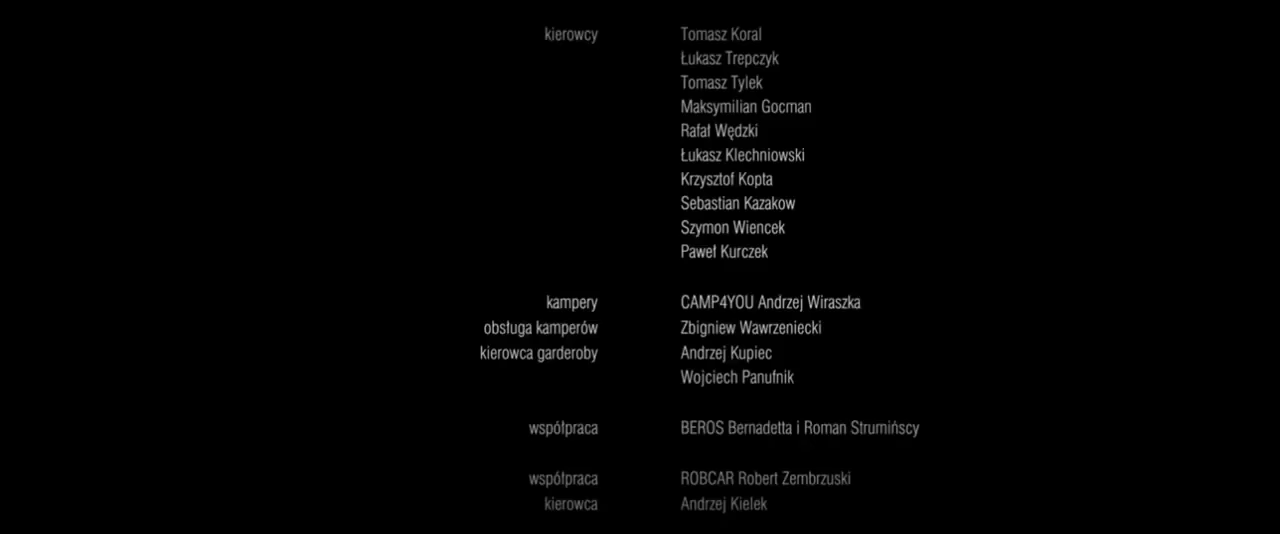 kierowcy Tomasz Koral
Łukasz Trepczyk
Tomasz Tylek
Maksymilian Gocman
Rafał Wędzki
Łukasz Klechniowski
Krzysztof Kopta
Sebastian Kazakow
Szymon Wiencek
Paweł Kurczek
kampery CAMP4YOU Andrzej Wiraszka
obsługa kamperów Zbigniew Wawrzeniecki
kierowca garderoby Andrzej Kupiec
Wojciech Panufnik
współpraca BEROS Bernadetta i Roman Strumińscy
współpraca ROBCAR Robert Zembrzuski
kierowca Andrzej Kielek